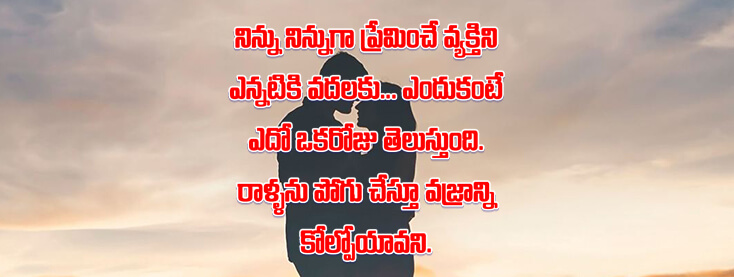 నిన్ను నిన్నుగా ప్రేమించే వ్యక్తిని
ఎన్నటికి వదలకు... ఎందుకంటే
ఎదో ఒకరోజు తెలుస్తుంది.
రాళ్ళను పోగు చేస్తూ వజ్రాన్ని
కోల్పోయావని.